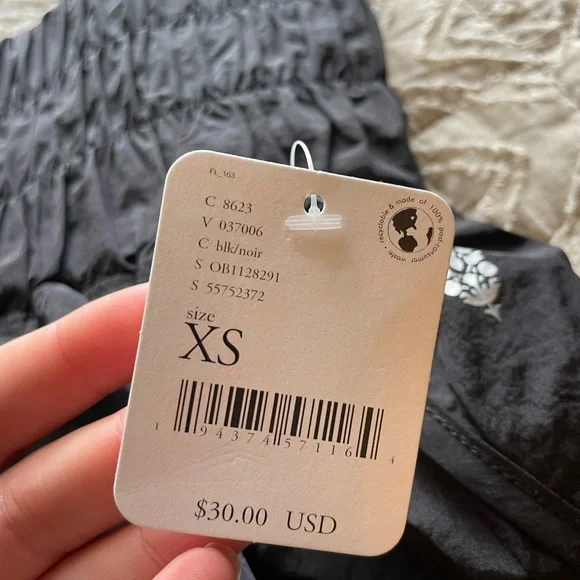 FL_163
recyclable & made of 100% post-consumer waste •
C 8623
V 037006
C blk/noir
S OB1128291
S 55752372
size
XS
1 94374 57116 4
$30.00 USD